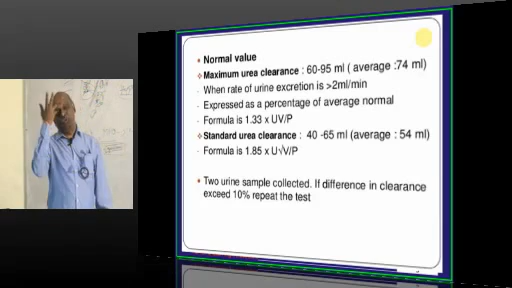 • Normal value
❖ Maximum urea clearance : 60-95 ml ( average :74 ml)
- When rate of urine excretion is >2ml/min
- Expressed as a percentage of average normal
- Formula is 1.33 x UV/P
❖ Standard urea clearance : 40 -65 ml (average : 54 ml)
- Formula is 1.85 x U√V/P
• Two urine sample collected. If difference in clearance
exceed 10% repeat the test